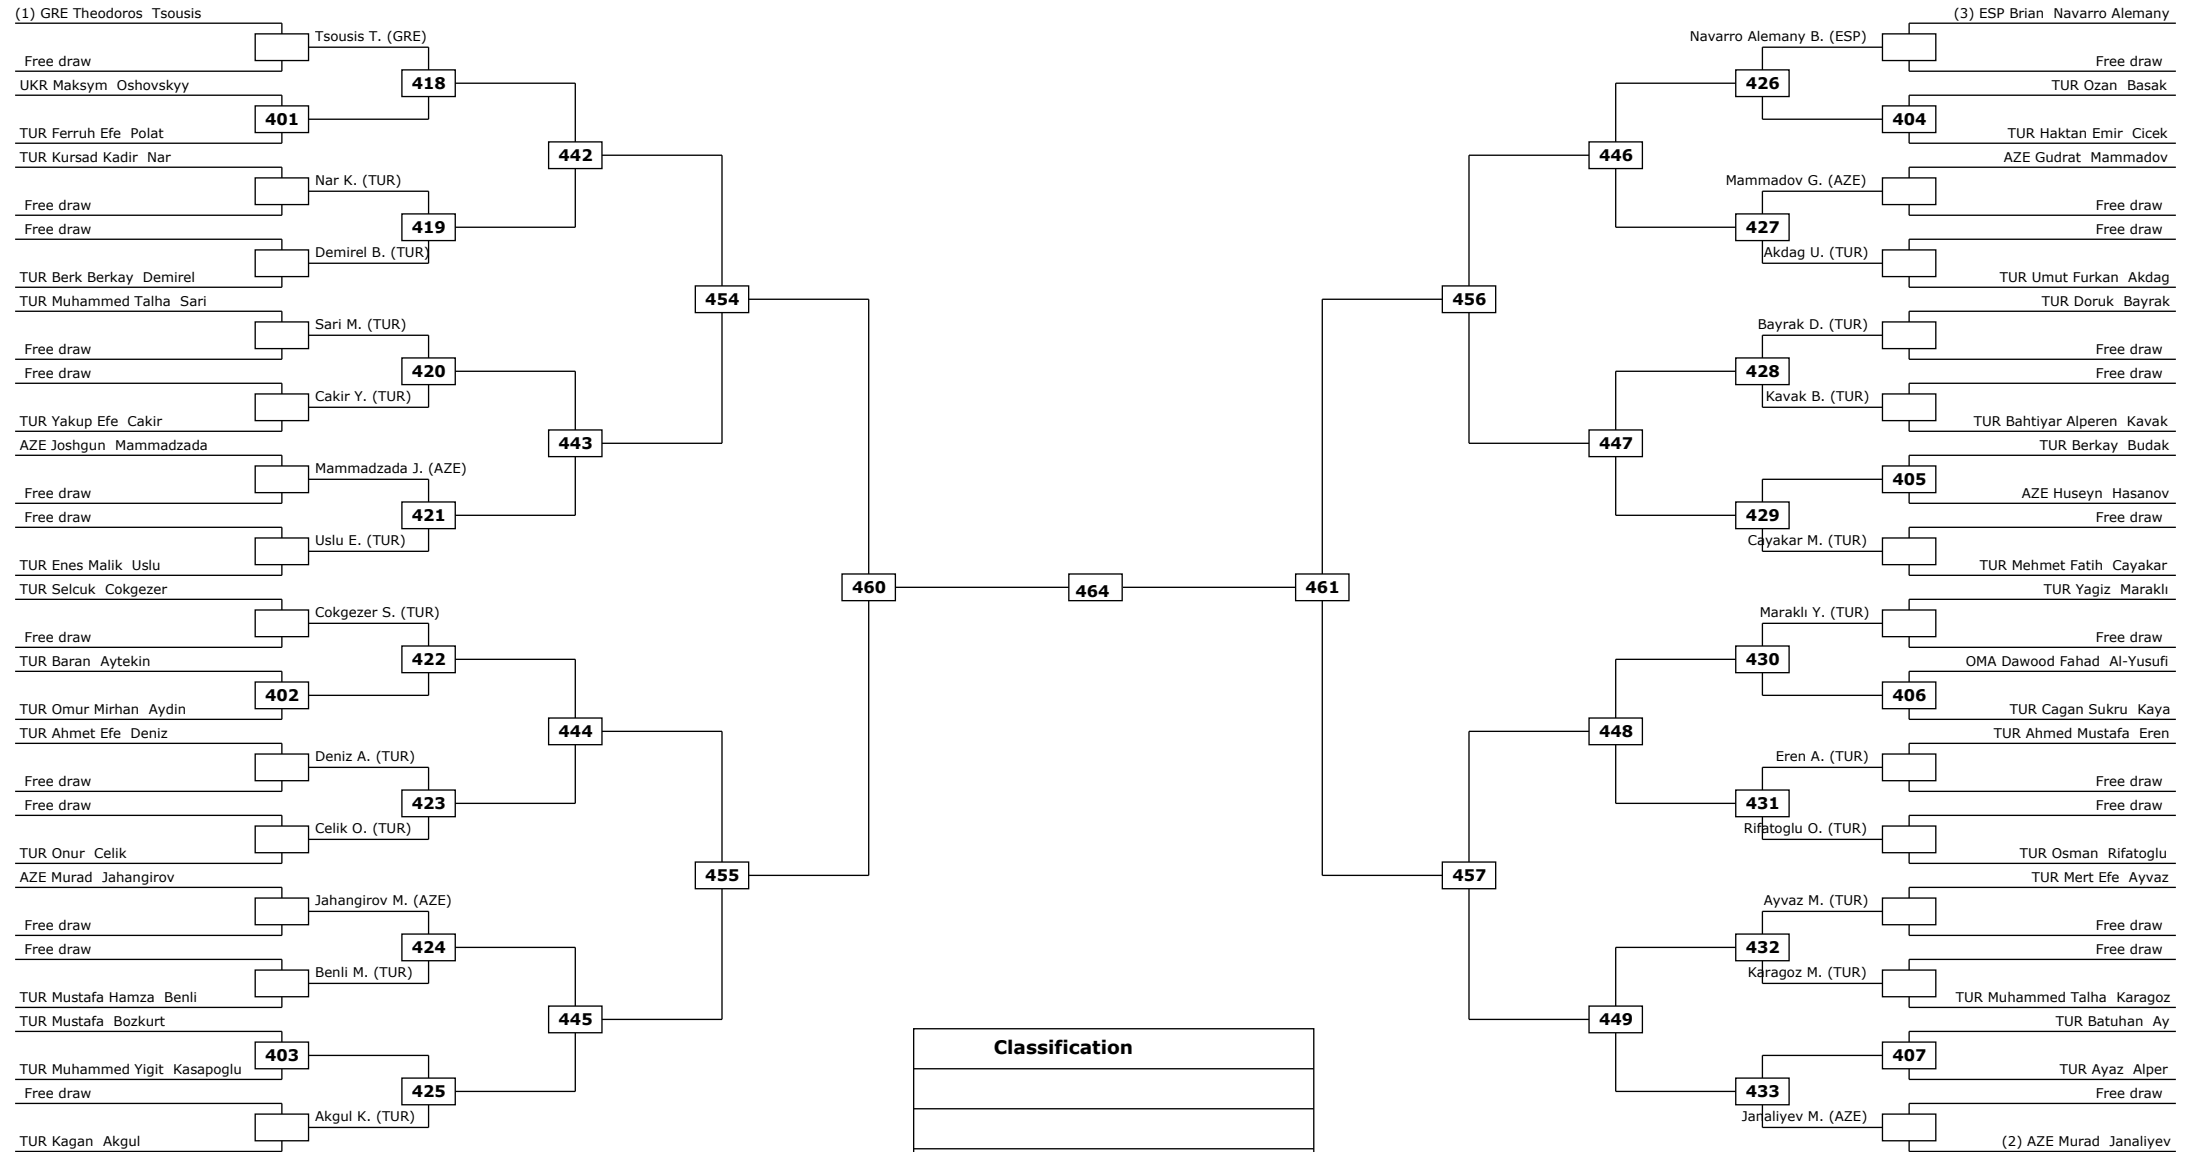 (1) GRE Theodoros Tsousis
Tsousis T. (GRE)
Free draw
418
UKR Maksym Oshovskyy
401
TUR Ferruh Efe Polat
442
TUR Kursad Kadir Nar
Nar K. (TUR)
Free draw
419
Free draw
Demirel B. (TUR)
TUR Berk Berkay Demirel
454
TUR Muhammed Talha Sari
Sari M. (TUR)
Free draw
420
Free draw
Cakir Y. (TUR)
TUR Yakup Efe Cakir
443
AZE Joshgun Mammadzada
Mammadzada J. (AZE)
Free draw
421
Free draw
Uslu E. (TUR)
TUR Enes Malik Uslu
460
TUR Selcuk Cokgezer
Cokgezer S. (TUR)
Free draw
422
TUR Baran Aytekin
402
TUR Omur Mirhan Aydin
444
TUR Ahmet Efe Deniz
Deniz A. (TUR)
Free draw
423
Free draw
Celik O. (TUR)
TUR Onur Celik
455
AZE Murad Jahangirov
Jahangirov M. (AZE)
Free draw
424
Free draw
Benli M. (TUR)
TUR Mustafa Hamza Benli
445
TUR Mustafa Bozkurt
403
TUR Muhammed Yigit Kasapoglu
425
Free draw
Akgul K. (TUR)
TUR Kagan Akgul
464
Classification
(3) ESP Brian Navarro Alemany
Navarro Alemany B. (ESP)
Free draw
426
TUR Ozan Basak
404
TUR Haktan Emir Cicek
446
AZE Gudrat Mammadov
Mammadov G. (AZE)
Free draw
427
Free draw
Akdag U. (TUR)
TUR Umut Furkan Akdag
456
TUR Doruk Bayrak
Bayrak D. (TUR)
Free draw
428
Free draw
Kavak B. (TUR)
TUR Bahtiyar Alperen Kavak
447
TUR Berkay Budak
405
AZE Huseyn Hasanov
429
Free draw
Cayakar M. (TUR)
TUR Mehmet Fatih Cayakar
461
TUR Yagiz Maraklı
Maraklı Y. (TUR)
Free draw
430
OMA Dawood Fahad Al-Yusufi
406
TUR Cagan Sukru Kaya
448
TUR Ahmed Mustafa Eren
Eren A. (TUR)
Free draw
431
Free draw
Rifatoglu O. (TUR)
TUR Osman Rifatoglu
457
TUR Mert Efe Ayvaz
Ayvaz M. (TUR)
Free draw
432
Free draw
Karagoz M. (TUR)
TUR Muhammed Talha Karagoz
449
TUR Batuhan Ay
407
TUR Ayaz Alper
433
Free draw
Janaliyev M. (AZE)
(2) AZE Murad Janaliyev